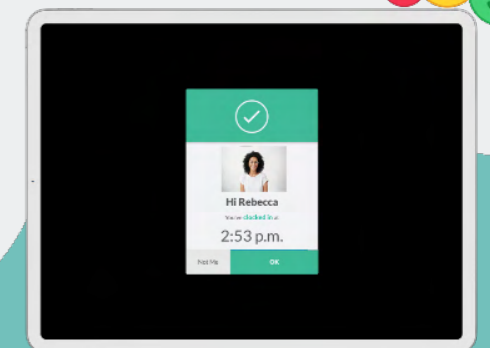 Hi Rebecca
You've clocked in at
2:53 p.m.
Not Me
OK